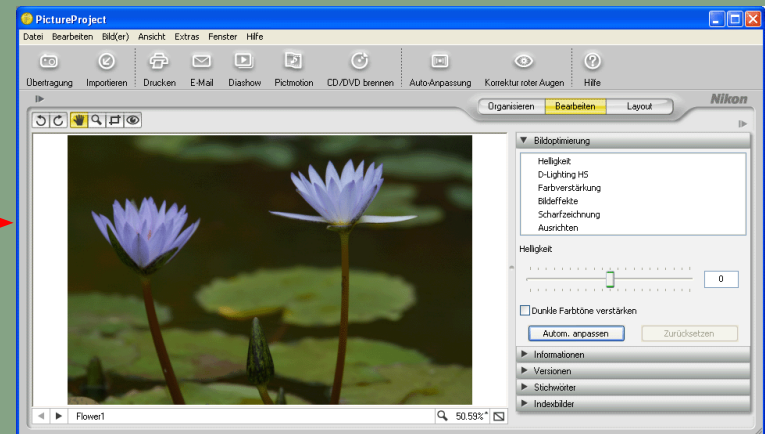 PictureProject
Datei Bearbeiten Bild(er) Ansicht Extras Fenster Hilfe
Übertragung Importieren Drucken E-Mail Diashow Pictmotion CD/DVD brennen Auto-Anpassung Korrektur roter Augen Hilfe
Organisieren Bearbeiten Layout Nikon
Bildoptimierung
Helligkeit
D-Lighting HS
Farbverstärkung
Bildeffekte
Scharfzeichnung
Ausrichten
Helligkeit
0
Dunkle Farbtöne verstärken
Autom. anpassen Zurücksetzen
Informationen
Versionen
Stichwörter
Indexbilder
Flower1 50.59%*